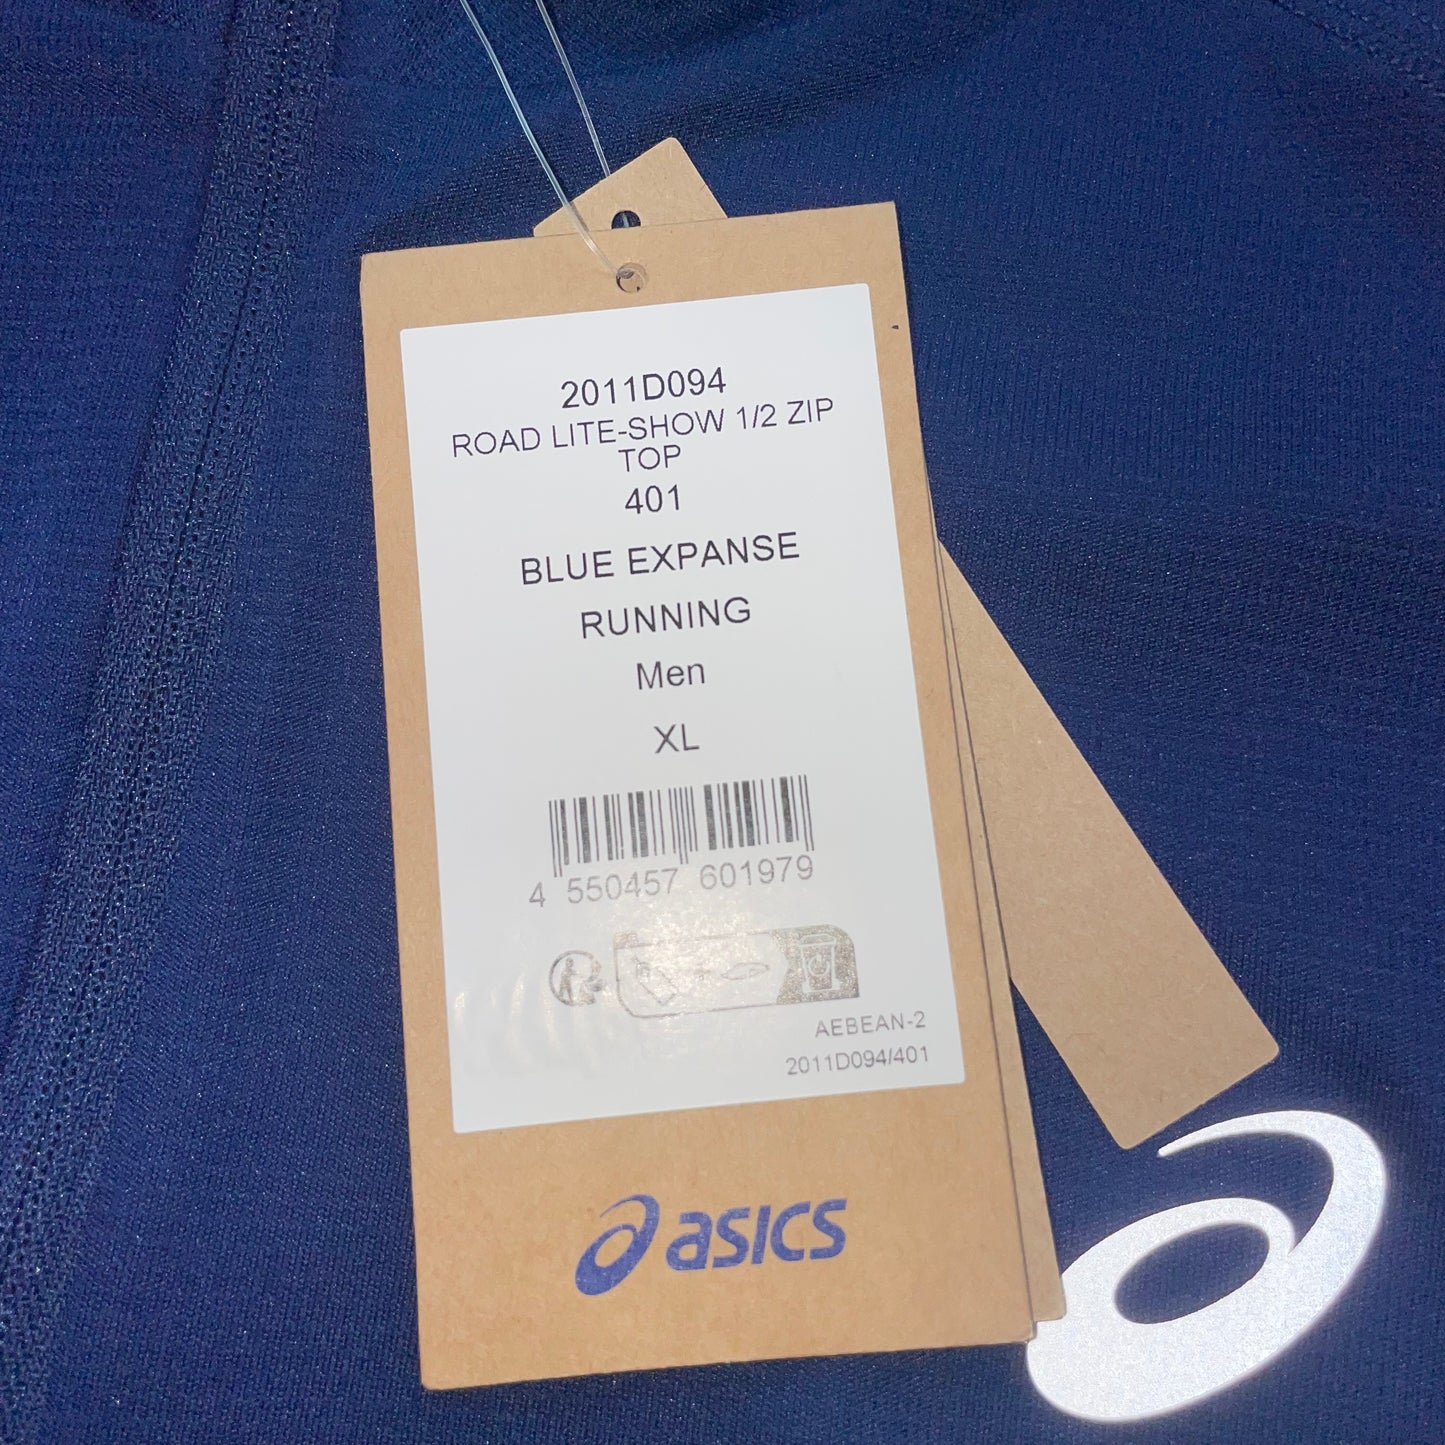 2011D094
ROAD LITE-SHOW 1/2 ZIP
TOP
401
BLUE EXPANSE
RUNNING
Men
XL
4 550457 601979
AEBEAN-2
2011D094/401
asics